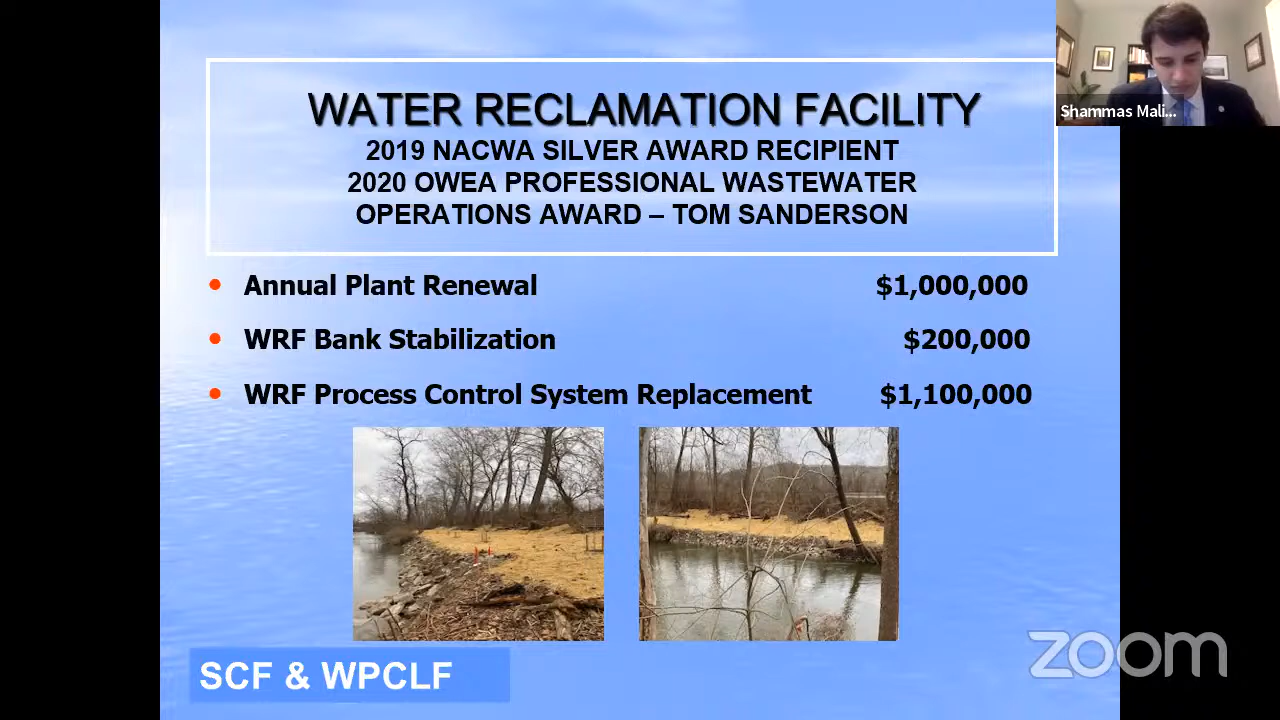 WATER RECLAMATION FACILITY
2019 NACWA SILVER AWARD RECIPIENT
2020 OWEA PROFESSIONAL WASTEWATER
OPERATIONS AWARD – TOM SANDERSON
• Annual Plant Renewal $1,000,000
• WRF Bank Stabilization $200,000
• WRF Process Control System Replacement $1,100,000
SCF & WPCLF
Shammas Mali...
zoom